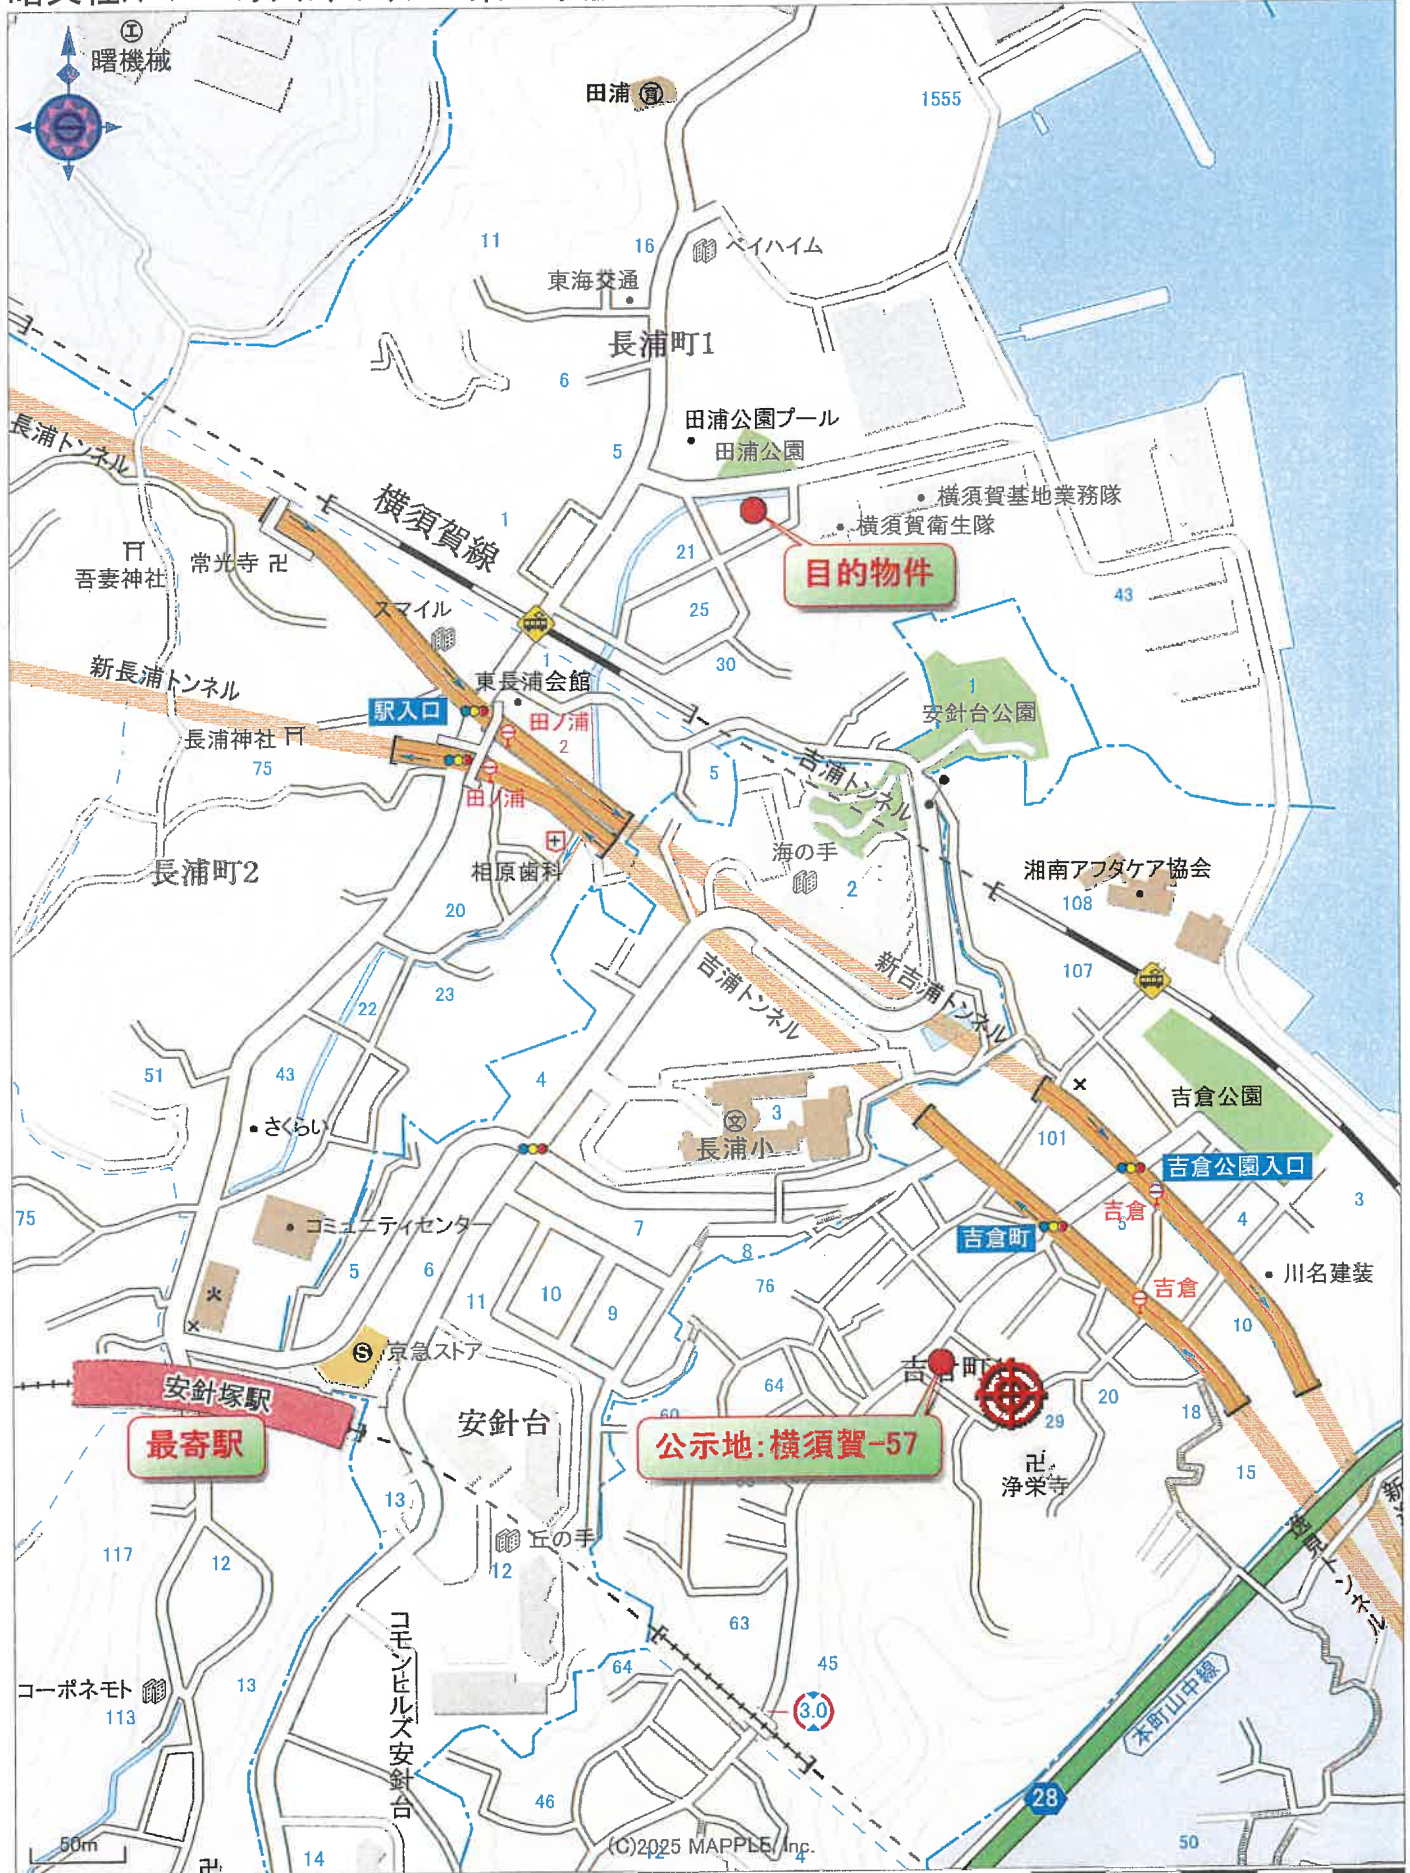 工
曙機械
田浦 育
1555
11
16
ベイハイム
東海交通
長浦町1
6
田浦公園プール
田浦公園
5
長浦トンネル
横須賀線
1
横須賀基地業務隊
横須賀衛生隊
目的物件
21
25
30
43
吾妻神社
常光寺 卍
スマイル
新長浦トンネル
1
東長浦会館
駅入口
田ノ浦
2
1
安針台公園
長浦神社
75
田ノ浦
5
吉浦トンネル
長浦町2
相原歯科
海の手
2
湘南アフタケア協会
108
20
107
23
22
吉浦トンネル
新吉浦トンネル
51
43
4
さくらい
文
3
長浦小
吉倉公園
101
吉倉公園入口
75
コミュニティセンター
7
吉倉
5
4
3
吉倉町
8
5
6
76
川名建装
火
11
10
9
吉倉
10
S 京急ストア
安針塚駅
最寄駅
安針台
64
20
18
29
公示地:横須賀-57
卍
浄栄寺
15
13
117
12
丘の手
12
コモンヒルズ安針台
63
64
45
3.0
コーポネモト
113
13
本町山中線
28
46
50m
卍
14
(C)2025 MAPPLE, Inc.
12
4
50